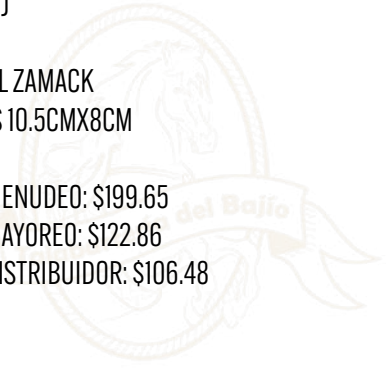 J
L ZAMACK
S 10.5CMX8CM
ENUDEO: $199.65
AYOREO: $122.86
ISTRIBUIDOR: $106.48
del Bajío